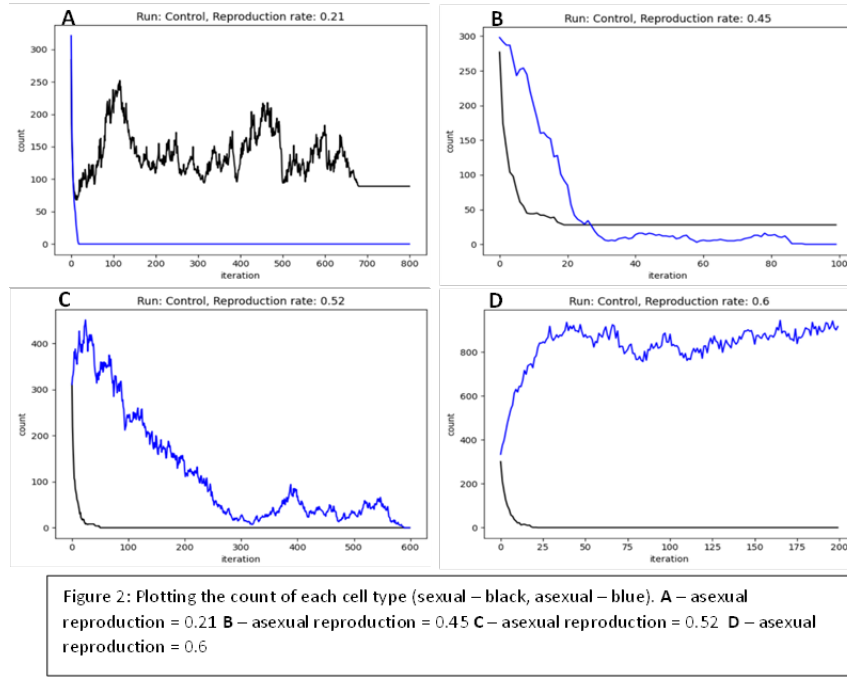 A
Run: Control, Reproduction rate: 0.21
count
300
250
200
150
100
50
0
0 100 200 300 400 500 600 700 800
iteration
B
Run: Control, Reproduction rate: 0.45
count
300
250
200
150
100
50
0
0 20 40 60 80 100
iteration
C
Run: Control, Reproduction rate: 0.52
count
400
300
200
100
0
0 100 200 300 400 500 600
iteration
D
Run: Control, Reproduction rate: 0.6
count
800
600
400
200
0
0 25 50 75 100 125 150 175 200
iteration
Figure 2: Plotting the count of each cell type (sexual – black, asexual – blue). A – asexual
reproduction = 0.21 B – asexual reproduction = 0.45 C – asexual reproduction = 0.52 D – asexual
reproduction = 0.6